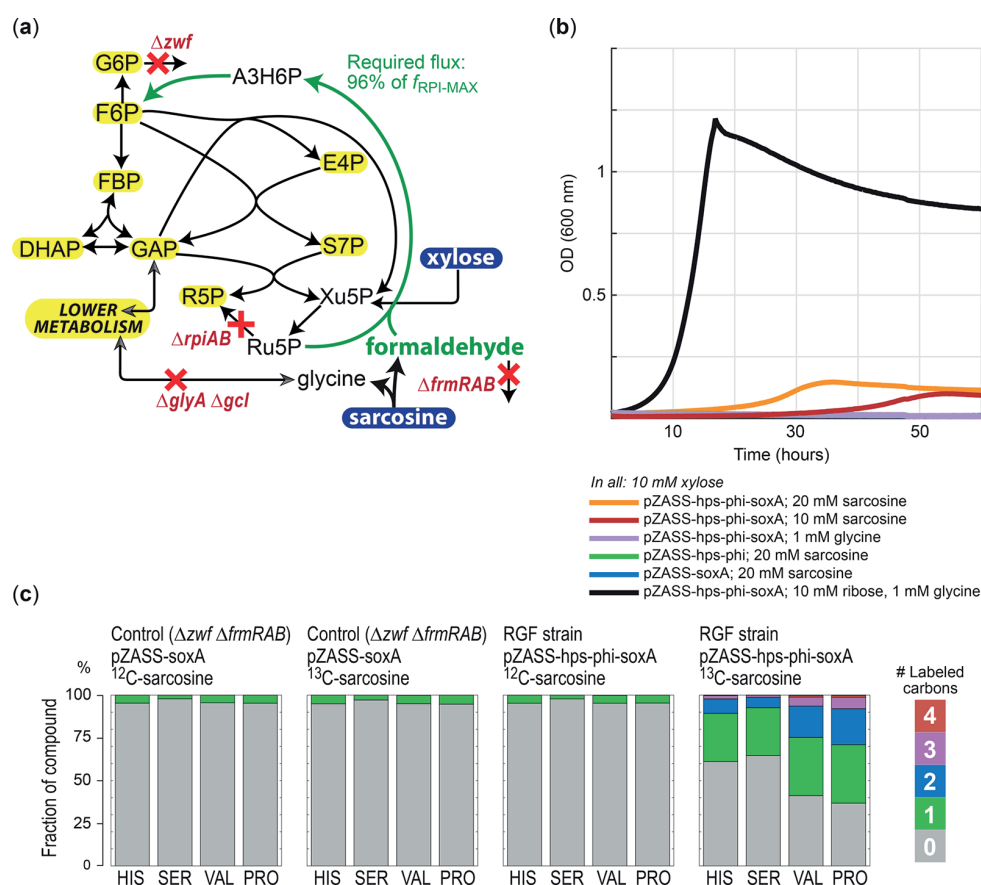 (a)
Δzwf
G6P
A3H6P
Required flux:
96% of fRPI-MAX
F6P
E4P
FBP
DHAP
GAP
S7P
xylose
R5P
Xu5P
LOWER
METABOLISM
ΔrpiAB
Ru5P
formaldehyde
glycine
ΔfrmRAB
ΔglyA Δgcl
sarcosine
(b)
OD (600 nm)
1
0.5
10
30
50
Time (hours)
In all: 10 mM xylose
pZASS-hps-phi-soxA; 20 mM sarcosine
pZASS-hps-phi-soxA; 10 mM sarcosine
pZASS-hps-phi-soxA; 1 mM glycine
pZASS-hps-phi; 20 mM sarcosine
pZASS-soxA; 20 mM sarcosine
pZASS-hps-phi-soxA; 10 mM ribose, 1 mM glycine
(c)
Control (Δzwf ΔfrmRAB)
pZASS-soxA
12C-sarcosine
Control (Δzwf ΔfrmRAB)
pZASS-soxA
13C-sarcosine
RGF strain
pZASS-hps-phi-soxA
12C-sarcosine
RGF strain
pZASS-hps-phi-soxA
13C-sarcosine
%
Fraction of compound
100
75
50
25
0
HIS SER VAL PRO
HIS SER VAL PRO
HIS SER VAL PRO
HIS SER VAL PRO
# Labeled
carbons
4
3
2
1
0